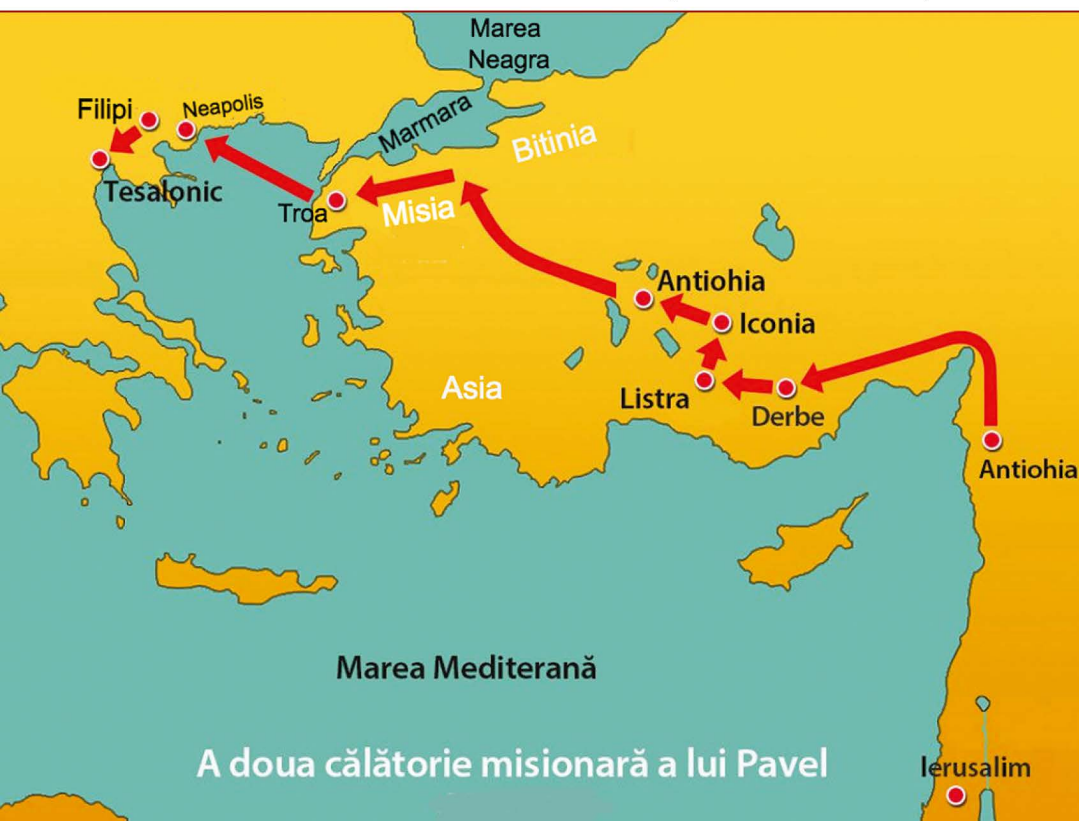 Marea
Neagra
Filipi
Neapolis
Marmara
Bitinia
Tesalonic
Troa
Misia
Antiohia
Iconia
Asia
Listra
Derbe
Antiohia
Marea Mediterană
A doua călătorie misionară a lui Pavel
Ierusalim